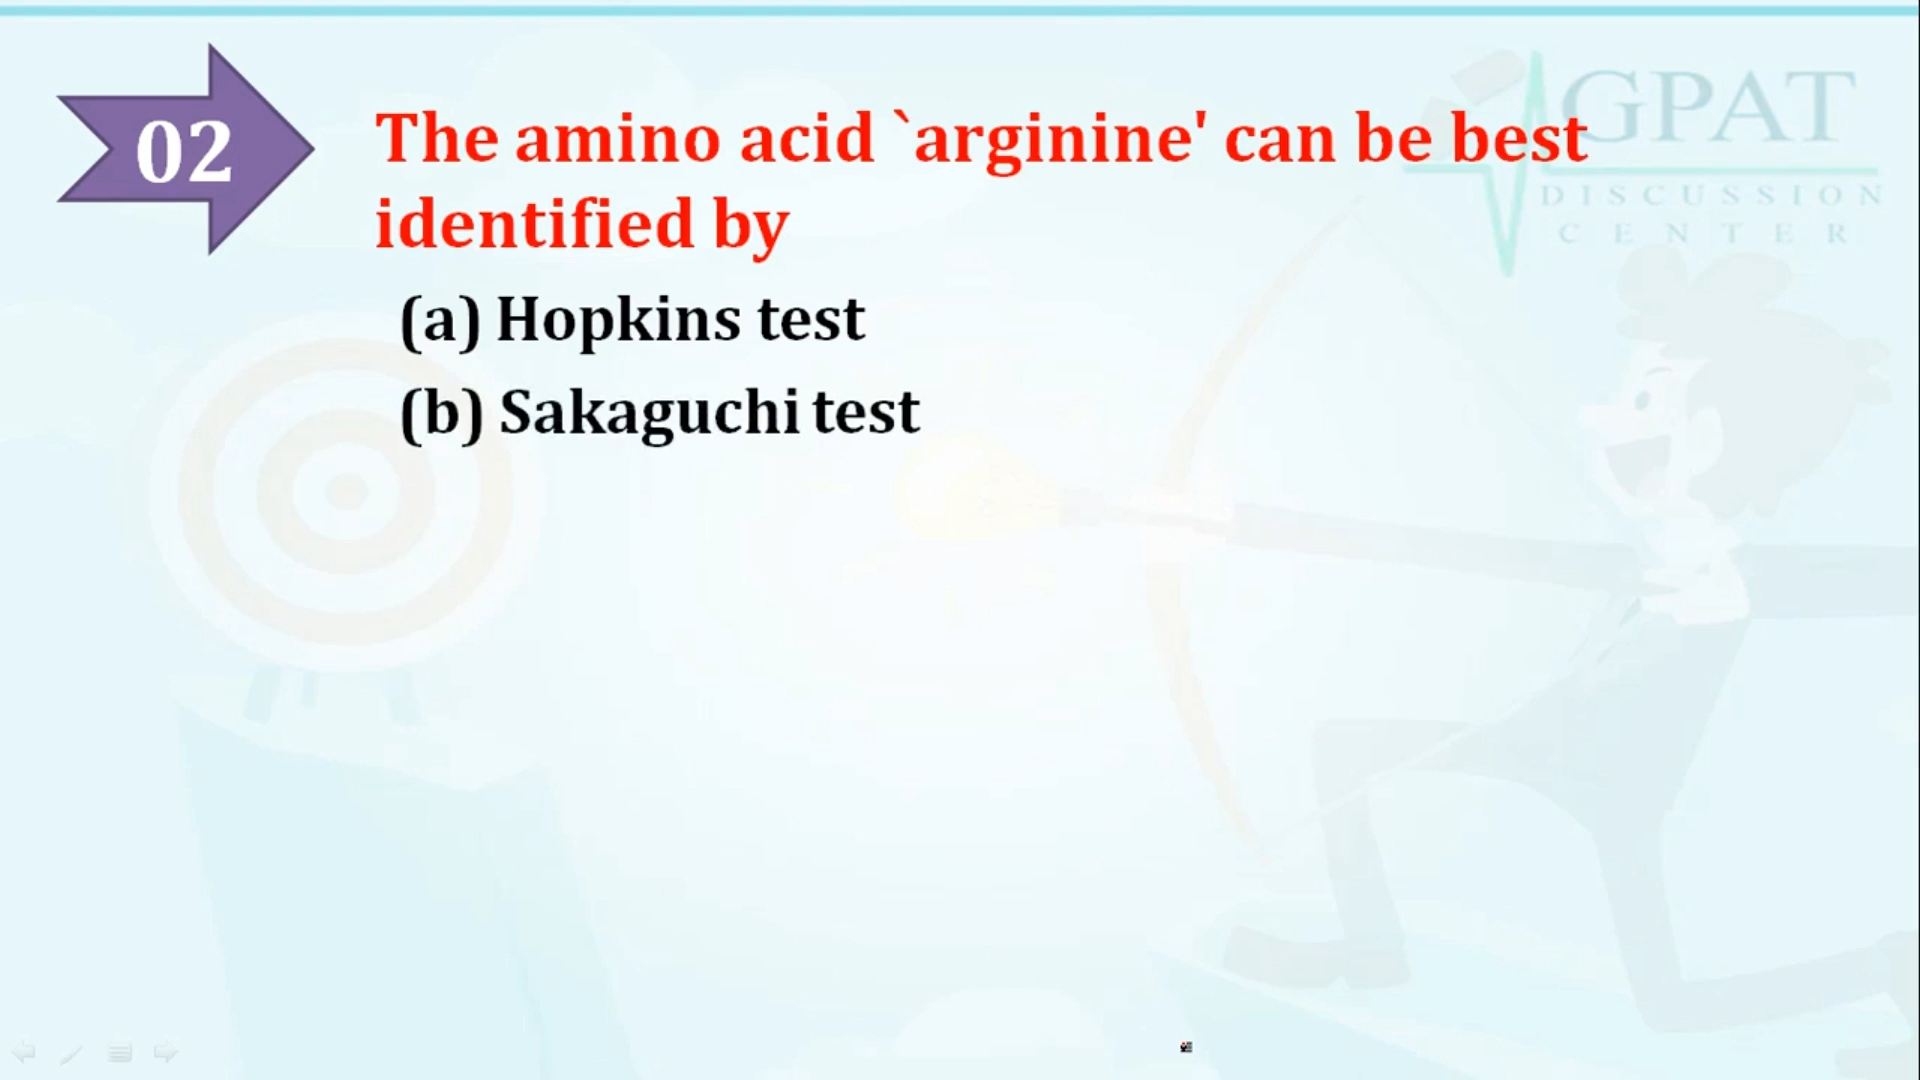 02
The amino acid `arginine' can be best
identified by
(a) Hopkins test
(b) Sakaguchi test
GPAT
DISCUSSION
CENTER